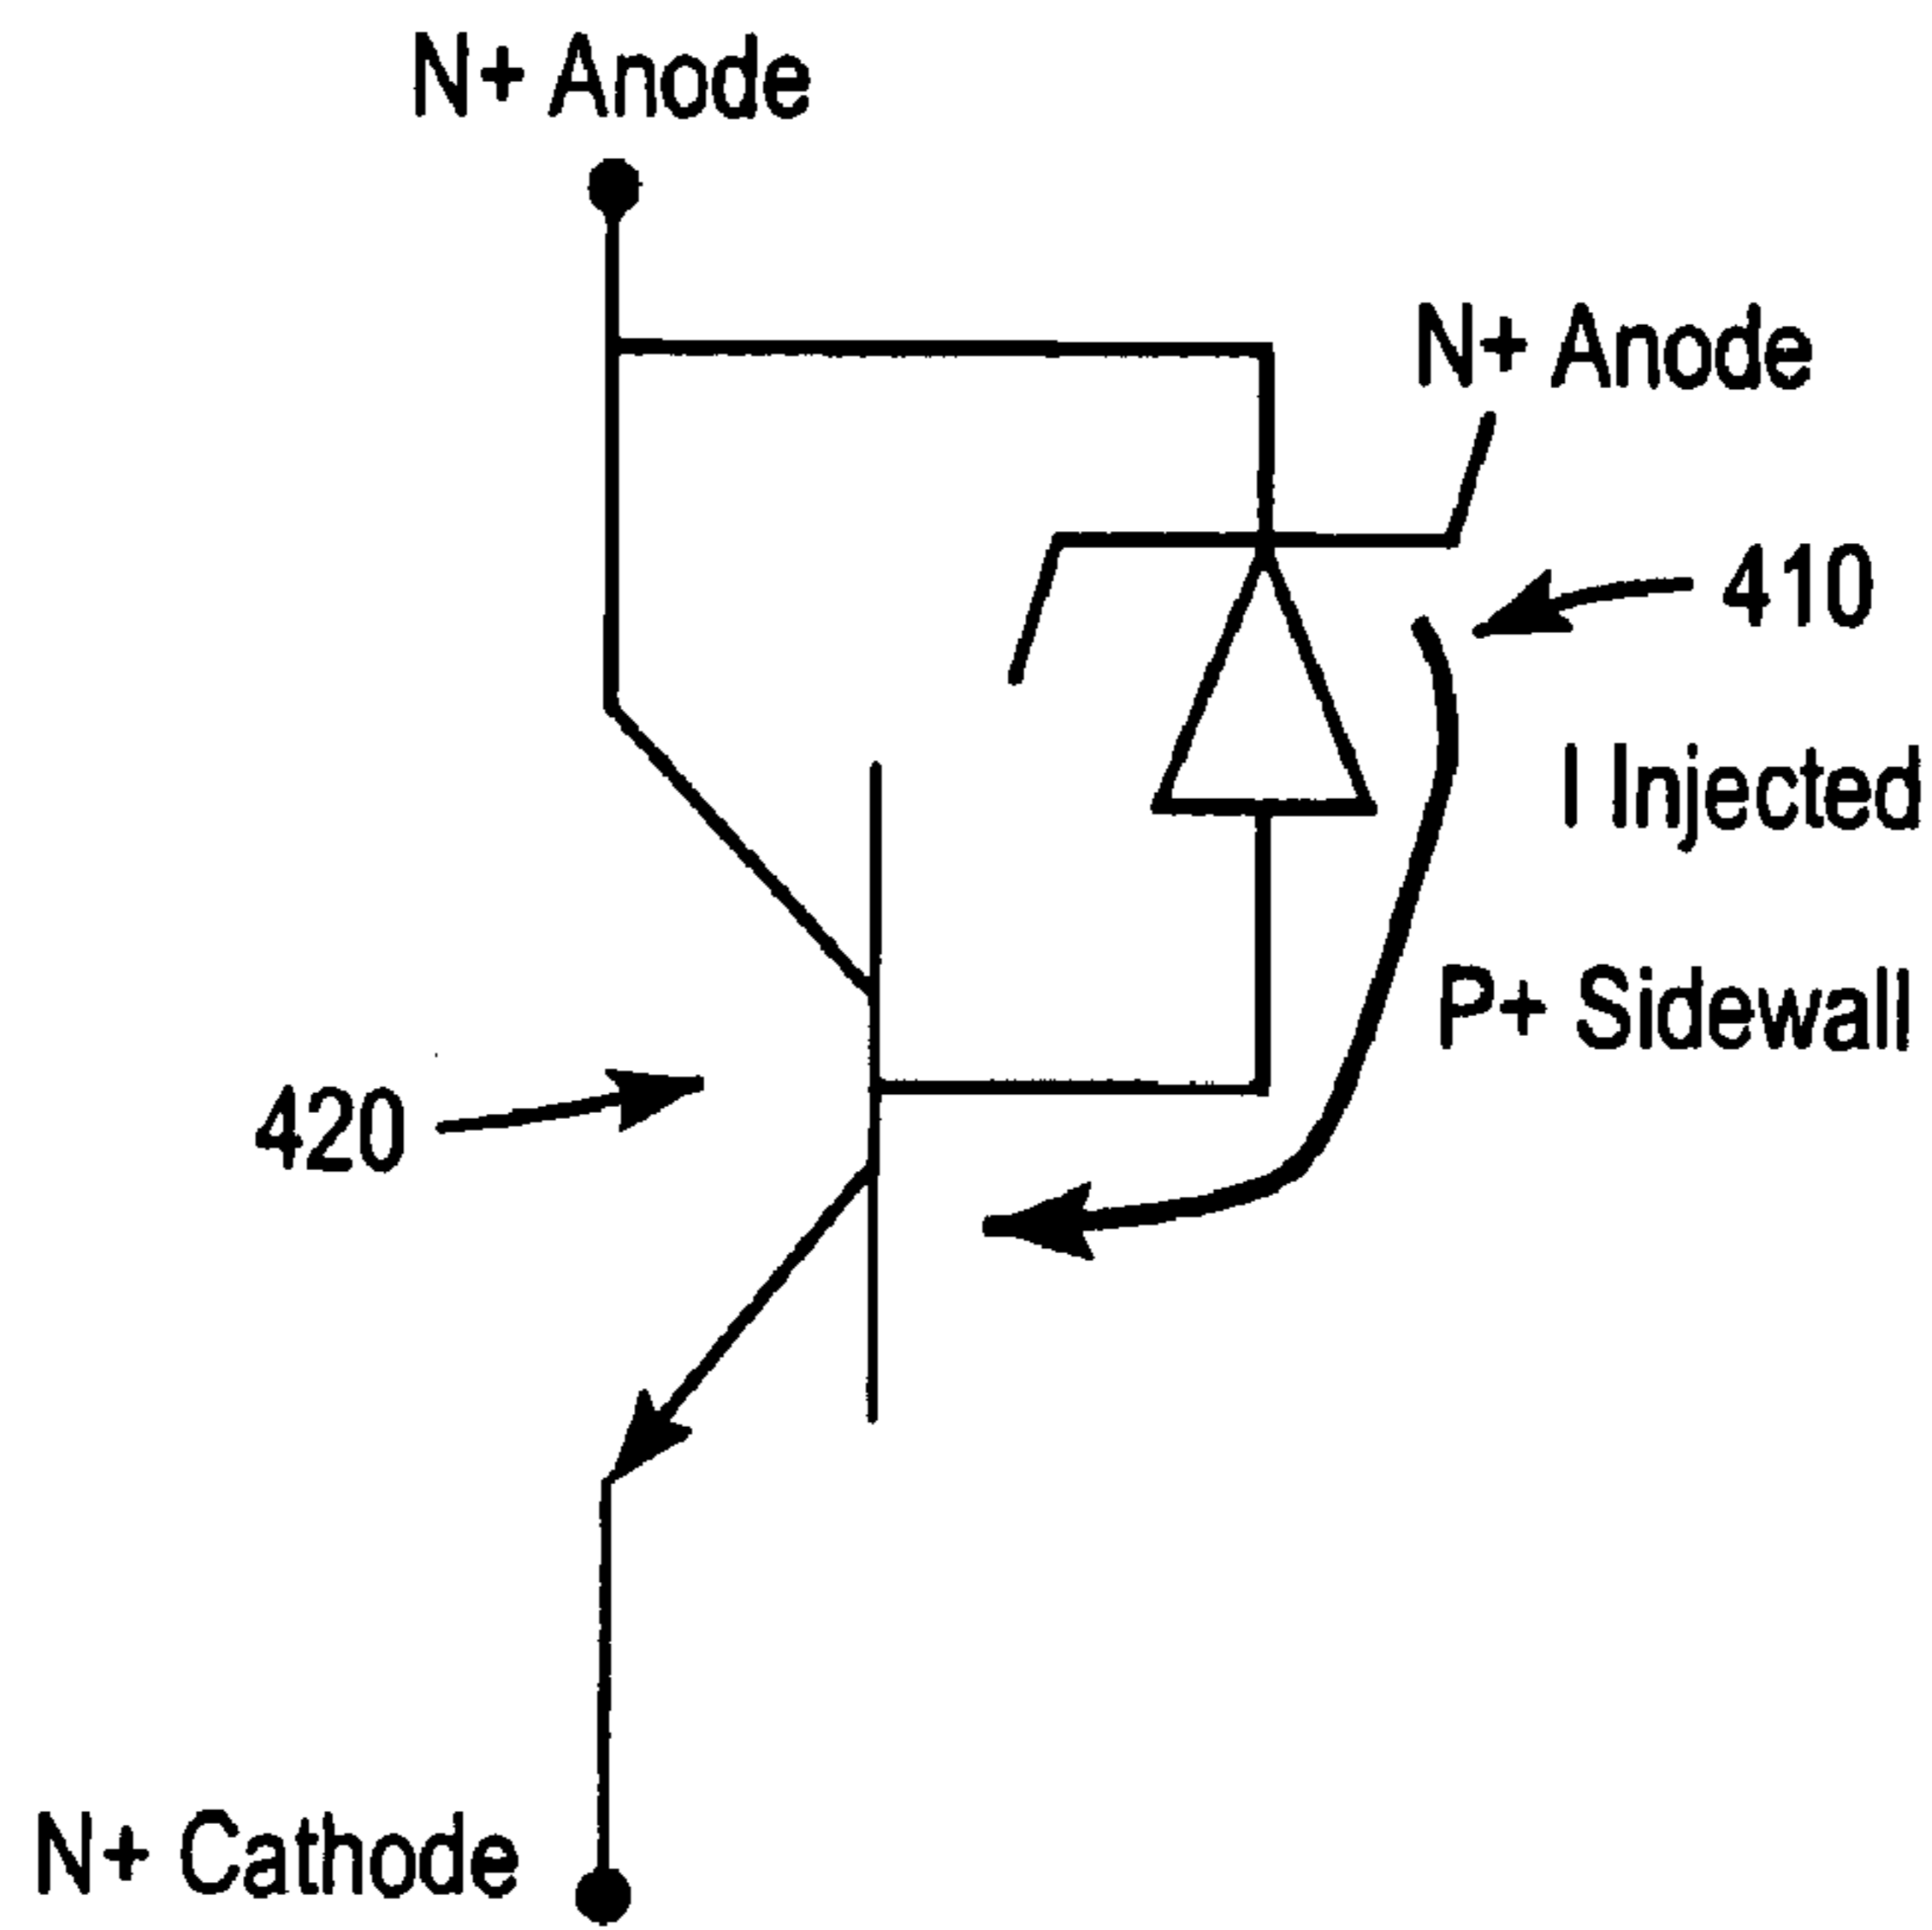 N+ Anode
N+ Anode
410
I Injected
P+ Sidewall
420
N+ Cathode